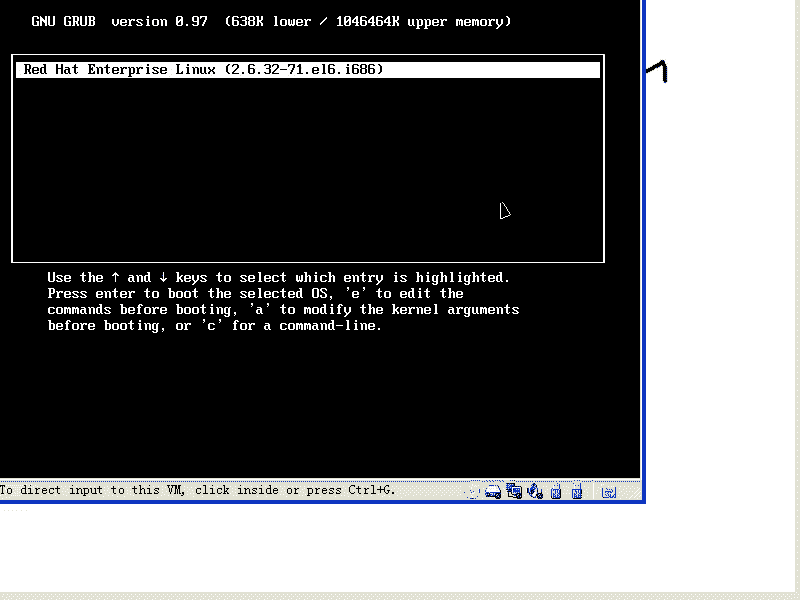 GNU GRUB  version 0.97  (638K lower / 1046464K upper memory)
Red Hat Enterprise Linux (2.6.32-71.el6.i686)
Use the ↑ and ↓ keys to select which entry is highlighted.
Press enter to boot the selected OS, 'e' to edit the
commands before booting, 'a' to modify the kernel arguments
before booting, or 'c' for a command-line.
To direct input to this VM, click inside or press Ctrl+G.